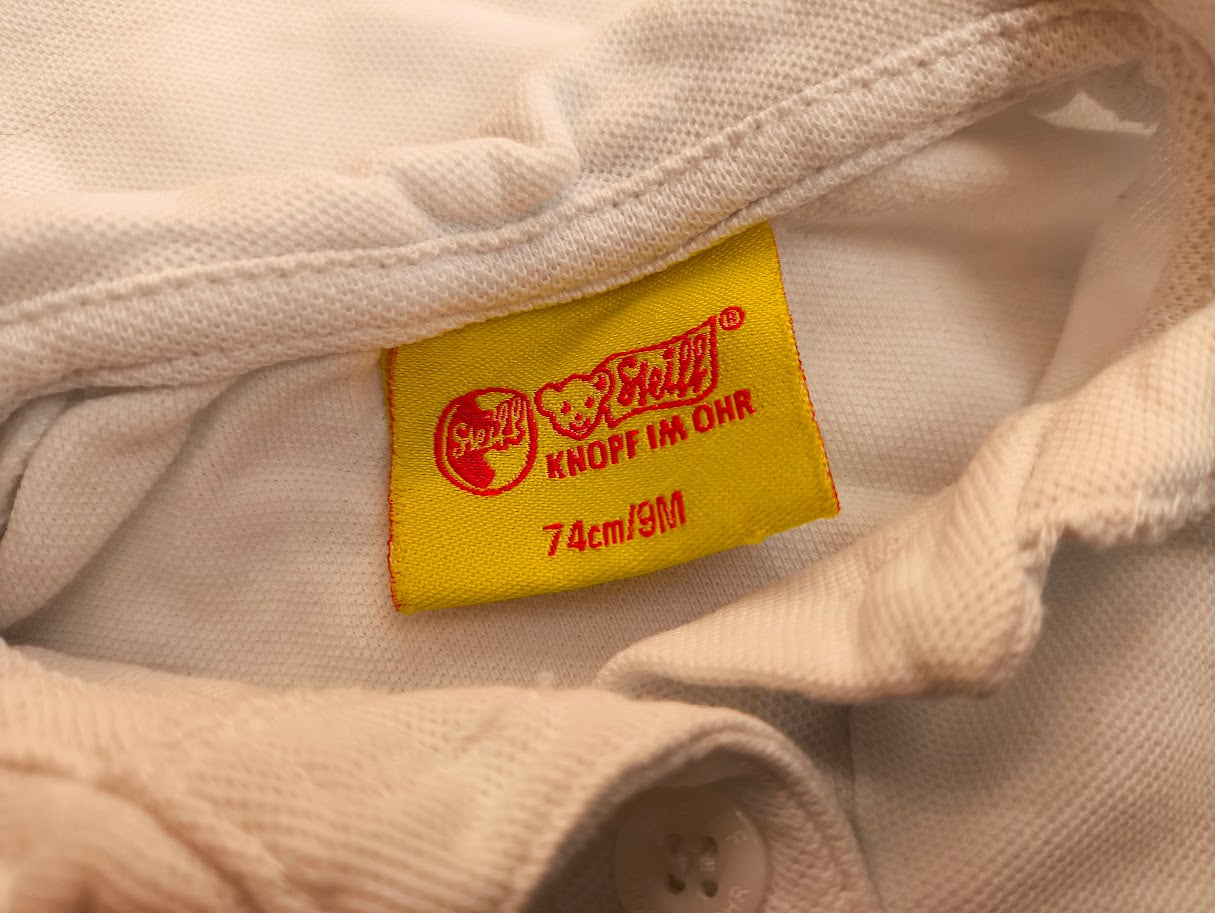 Steiff
Steiff®
KNOPF IM OHR
74cm/9M